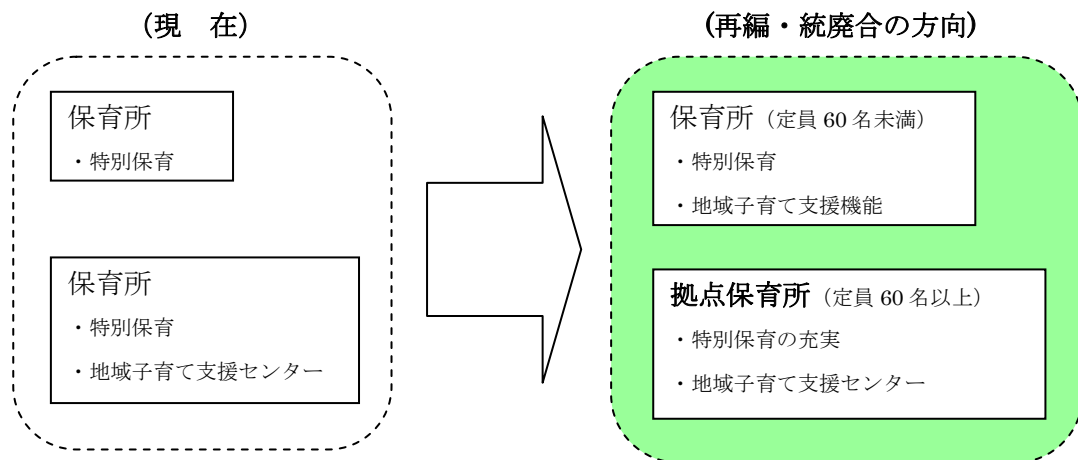 (現　在)
保育所
・特別保育
保育所
・特別保育
・地域子育て支援センター
(再編・統廃合の方向)
保育所（定員 60 名未満）
・特別保育
・地域子育て支援機能
拠点保育所（定員 60 名以上）
・特別保育の充実
・地域子育て支援センター